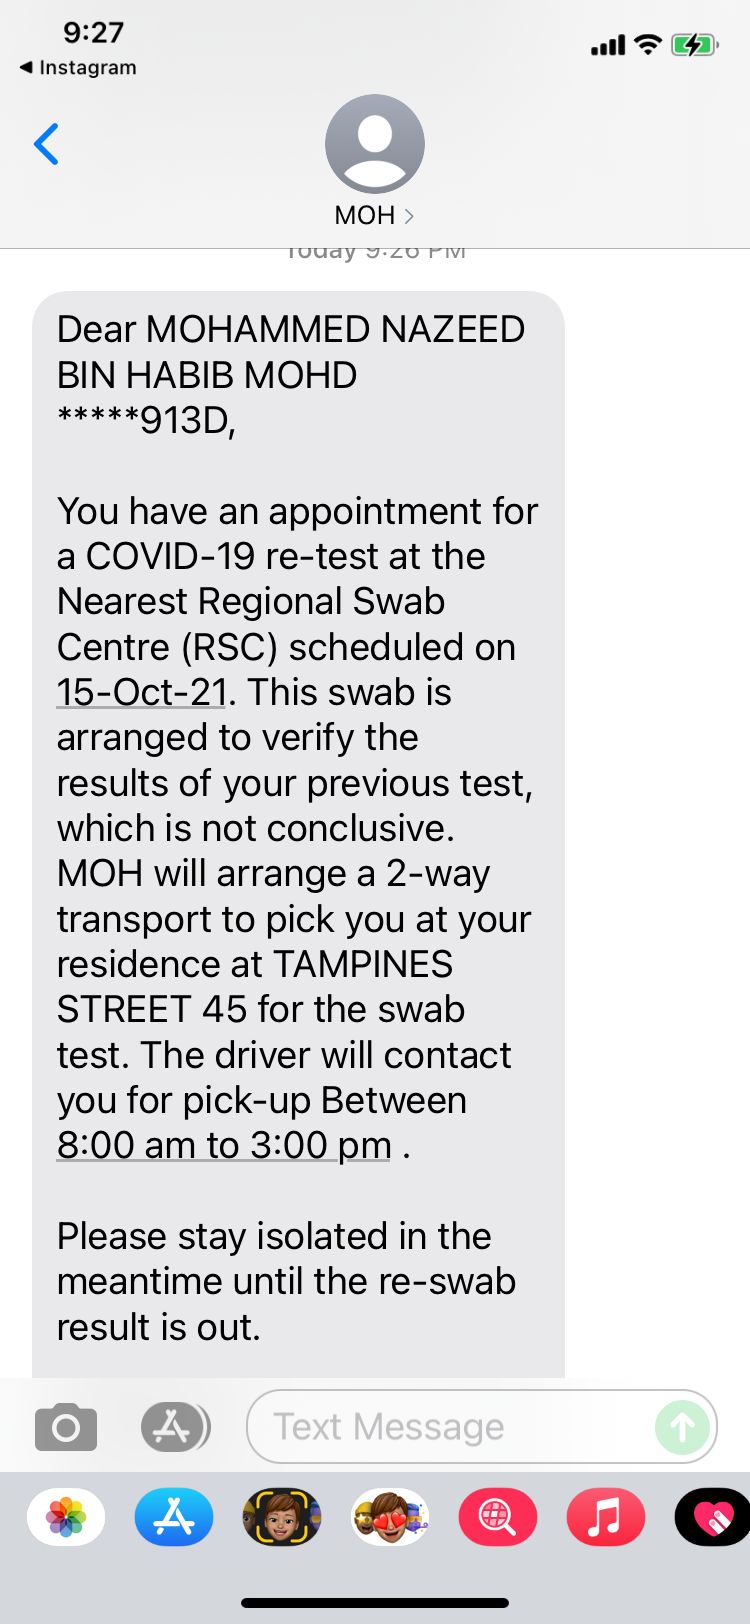 9:27
Instagram
MOH
Today 9:26 PM
Dear MOHAMMED NAZEED
BIN HABIB MOHD
*****913D,
You have an appointment for
a COVID-19 re-test at the
Nearest Regional Swab
Centre (RSC) scheduled on
15-Oct-21. This swab is
arranged to verify the
results of your previous test,
which is not conclusive.
MOH will arrange a 2-way
transport to pick you at your
residence at TAMPINES
STREET 45 for the swab
test. The driver will contact
you for pick-up Between
8:00 am to 3:00 pm .
Please stay isolated in the
meantime until the re-swab
result is out.
Text Message